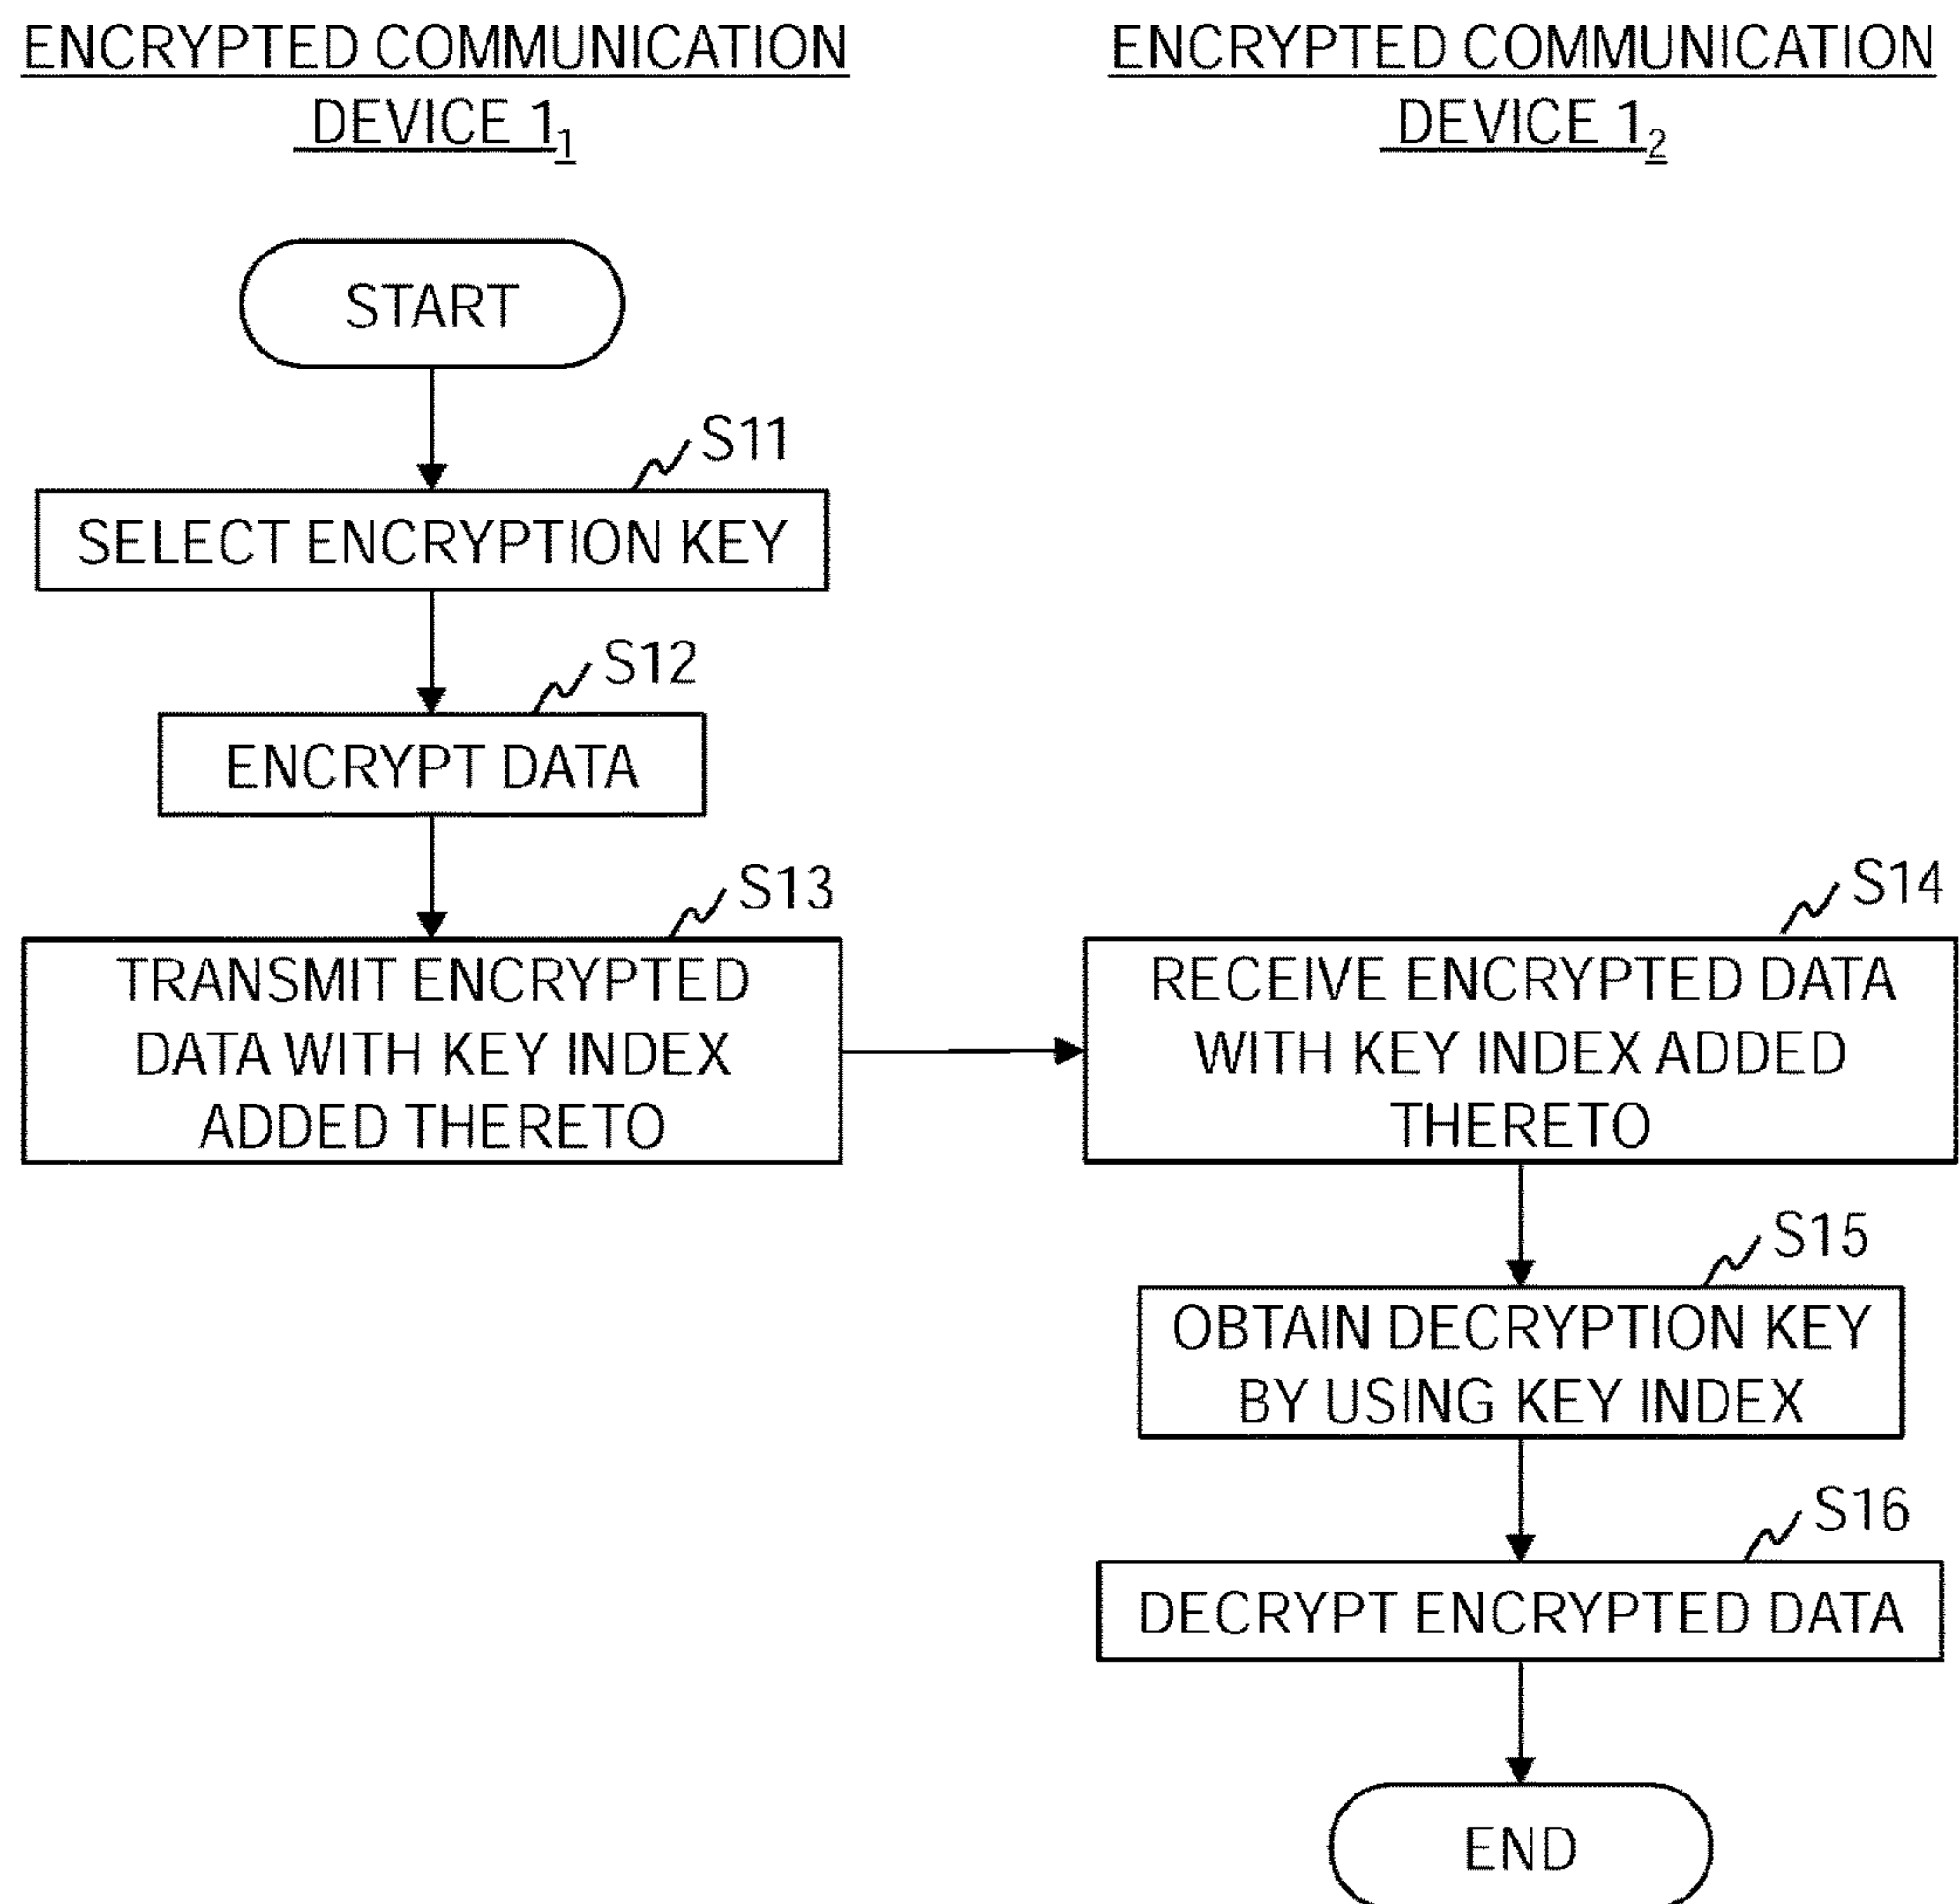 ENCRYPTED COMMUNICATION
DEVICE 1₁
ENCRYPTED COMMUNICATION
DEVICE 1₂
START
S11
SELECT ENCRYPTION KEY
S12
ENCRYPT DATA
S13
TRANSMIT ENCRYPTED
DATA WITH KEY INDEX
ADDED THERETO
S14
RECEIVE ENCRYPTED DATA
WITH KEY INDEX ADDED
THERETO
S15
OBTAIN DECRYPTION KEY
BY USING KEY INDEX
S16
DECRYPT ENCRYPTED DATA
END